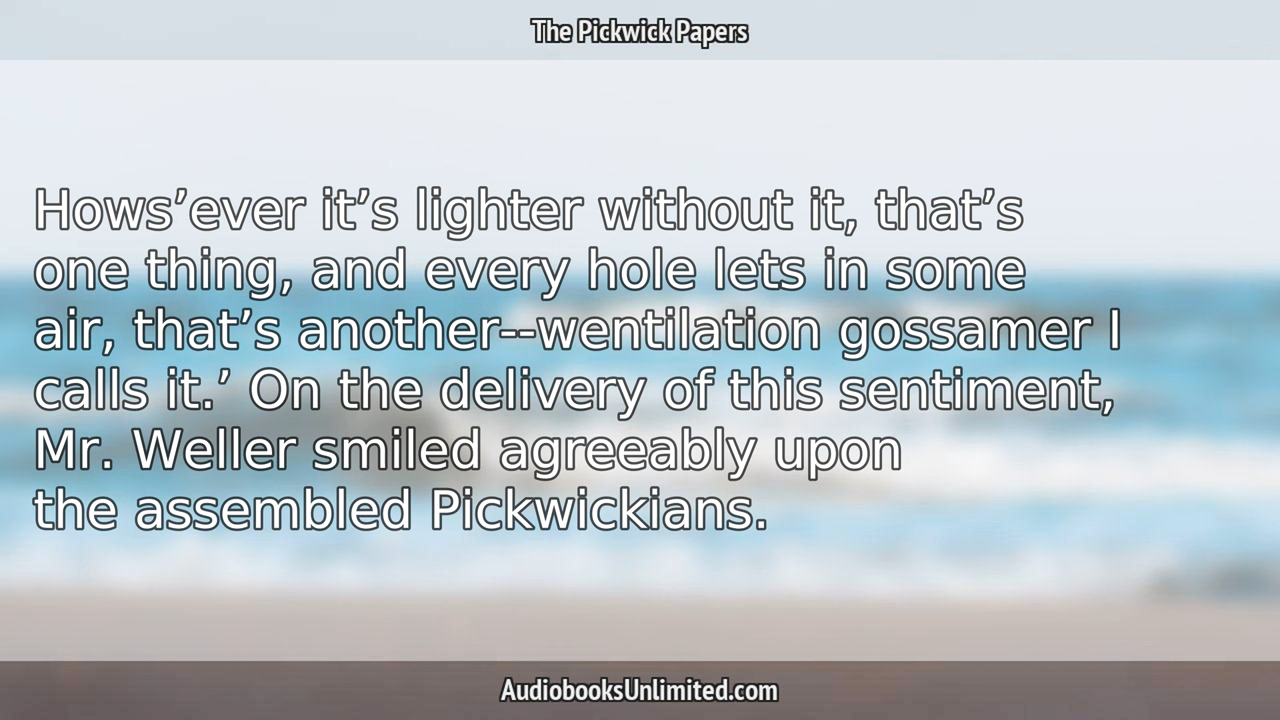 The Pickwick Papers
Hows’ever it’s lighter without it, that’s
one thing, and every hole lets in some
air, that’s another--wentilation gossamer I
calls it.’ On the delivery of this sentiment,
Mr. Weller smiled agreeably upon
the assembled Pickwickians.
AudiobooksUnlimited.com